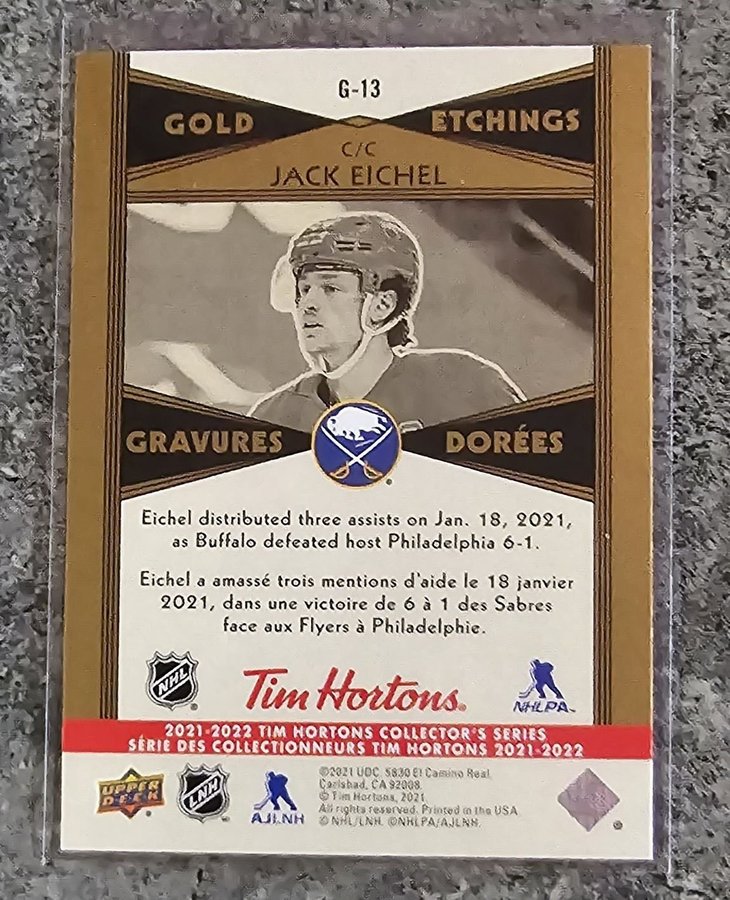 G-13
GOLD ETCHINGS
C/C
JACK EICHEL
GRAVURES DORÉES
Eichel distributed three assists on Jan. 18, 2021,
as Buffalo defeated host Philadelphia 6-1.
Eichel a amassé trois mentions d'aide le 18 janvier
2021, dans une victoire de 6 à 1 des Sabres
face aux Flyers à Philadelphie.
NHL
Tim Hortons®
NHLPA
2021-2022 TIM HORTONS COLLECTOR'S SERIES
SÉRIE DES COLLECTIONNEURS TIM HORTONS 2021-2022
UPPER DECK
LNH
AJLNH
©2021 UDC. 5830 El Camino Real,
Carlsbad, CA 92008.
© Tim Hortons, 2021.
All rights reserved. Printed in the USA.
© NHL/LNH. ©NHLPA/AJLNH.